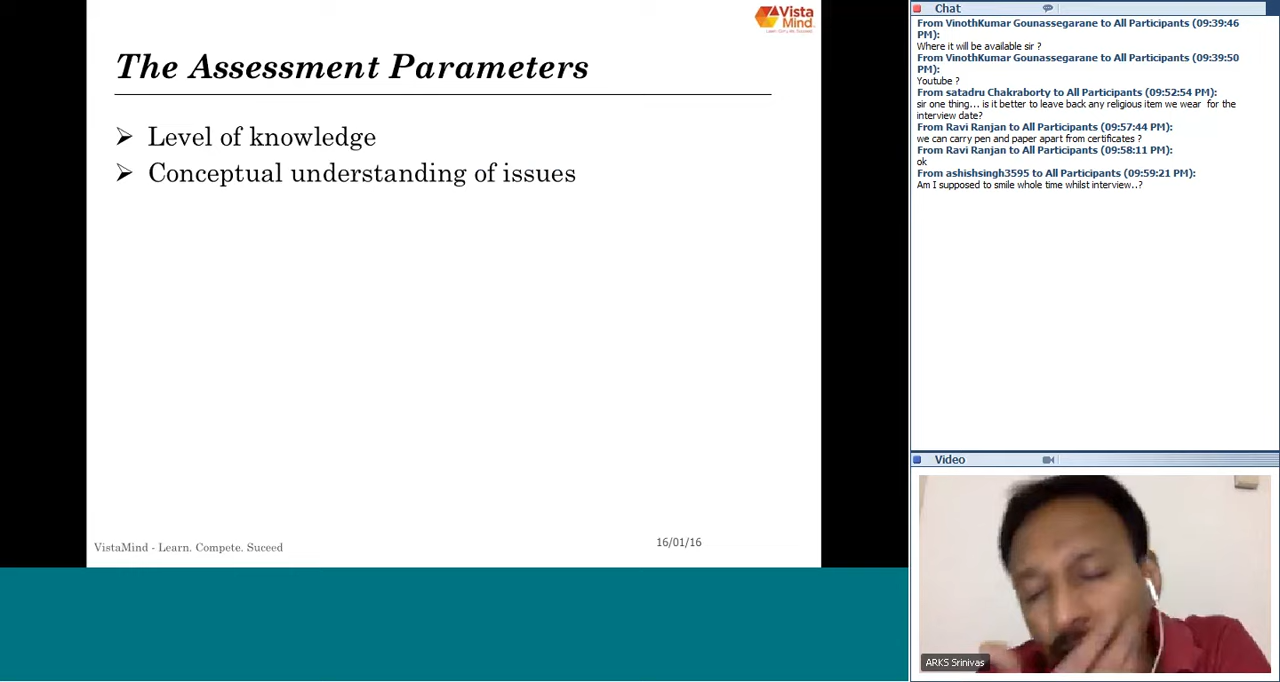 Vista
Mind
The Assessment Parameters
Level of knowledge
Conceptual understanding of issues
VistaMind - Learn. Compete. Suceed
16/01/16
Chat
From VinothKumar Gounassegarane to All Participants (09:39:46
PM):
Where it will be available sir ?
From VinothKumar Gounassegarane to All Participants (09:39:50
PM):
Youtube ?
From satadru Chakraborty to All Participants (09:52:54 PM):
sir one thing... is it better to leave back any religious item we wear for the
interview date?
From Ravi Ranjan to All Participants (09:57:44 PM):
we can carry pen and paper apart from certificates ?
From Ravi Ranjan to All Participants (09:58:11 PM):
ok
From ashishsingh3595 to All Participants (09:59:21 PM):
Am I supposed to smile whole time whilst interview..?
Video
ARKS Srinivas